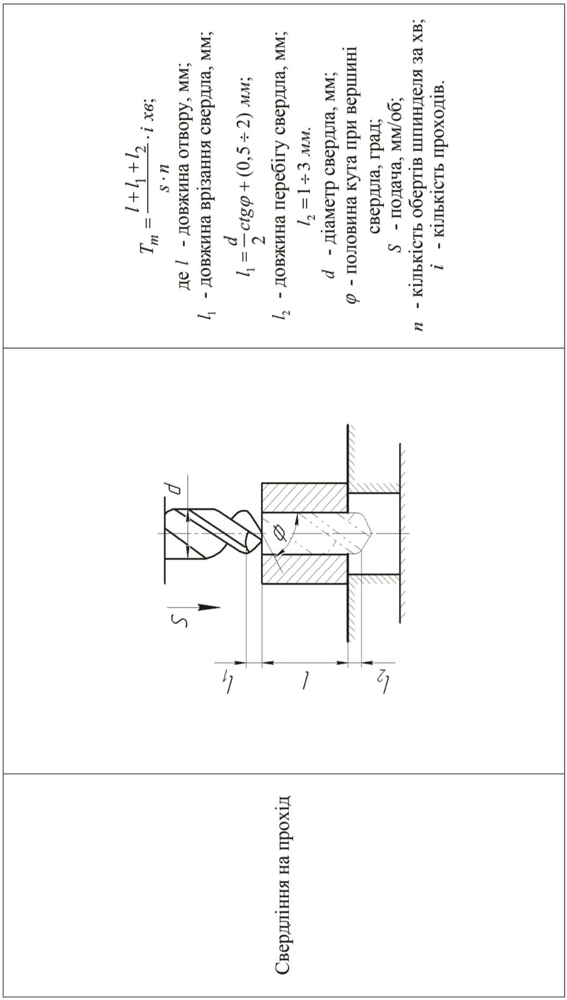 Свердління на прохід
d
S
φ
l₁
l
l₂
Tₘ = (l + l₁ + l₂)/(s · n) · i хв;
де l - довжина отвору, мм;
l₁ - довжина врізання свердла, мм;
l₁ = d/2 ctgφ + (0,5 ÷ 2) мм;
l₂ - довжина перебігу свердла, мм;
l₂ = 1 ÷ 3 мм.
d - діаметр свердла, мм;
φ - половина кута при вершині
свердла, град;
S - подача, мм/об;
n - кількість обертів шпинделя за хв;
i - кількість проходів.